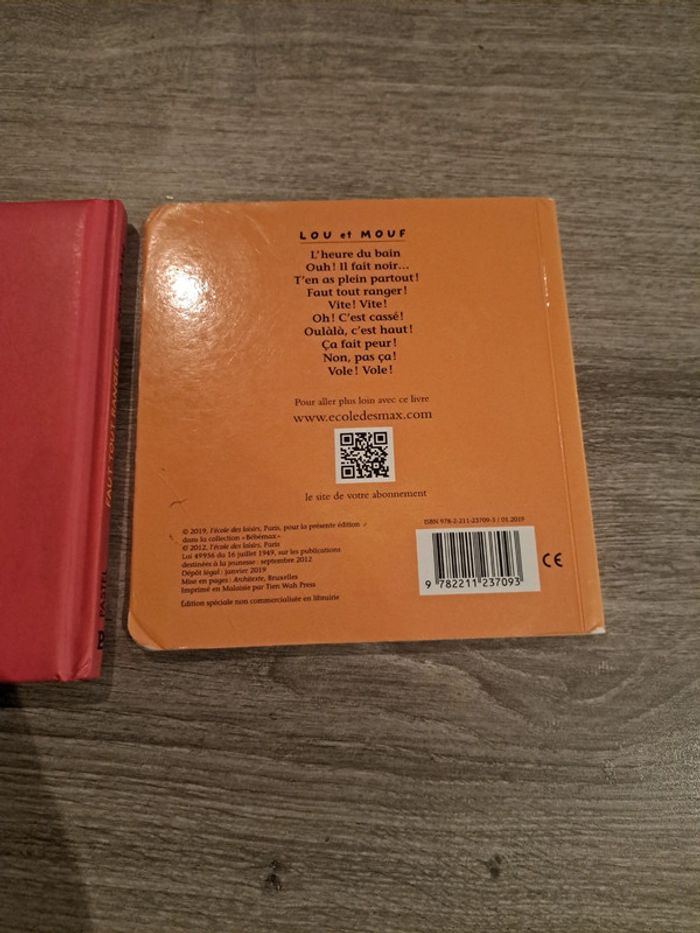 LOU et MOUF
L'heure du bain
Ouh! Il fait noir...
T'en as plein partout!
Faut tout ranger!
Vite! Vite!
Oh! C'est cassé!
Oulàlà, c'est haut!
Ça fait peur!
Non, pas ça!
Vole! Vole!
Pour aller plus loin avec ce livre
www.ecoledesmax.com
le site de votre abonnement
© 2019, l'école des loisirs, Paris, pour la présente édition
dans la collection «Bébémax»
© 2012, l'école des loisirs, Paris
Loi 49956 du 16 juillet 1949, sur les publications
destinées à la jeunesse: septembre 2012
Dépôt légal: janvier 2019
Mise en pages: Architexte, Bruxelles
Imprimé en Malaisie par Tien Wah Press
Édition spéciale non commercialisée en librairie
ISBN 978-2-211-23709-3 / 01.2019
9 782211 237093
CE
FAUT TOUT RANGER!
PASTEL